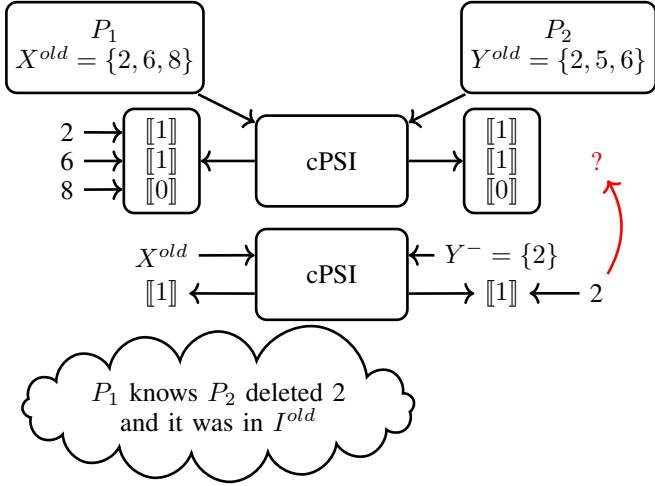 P₁
X^{old} = {2, 6, 8}
P₂
Y^{old} = {2, 5, 6}
2 ⟦1⟧
6 ⟦1⟧
8 ⟦0⟧
cPSI
⟦1⟧
⟦1⟧
⟦0⟧
?
X^{old}
⟦1⟧
cPSI
Y⁻ = {2}
⟦1⟧ 2
P₁ knows P₂ deleted 2
and it was in I^{old}